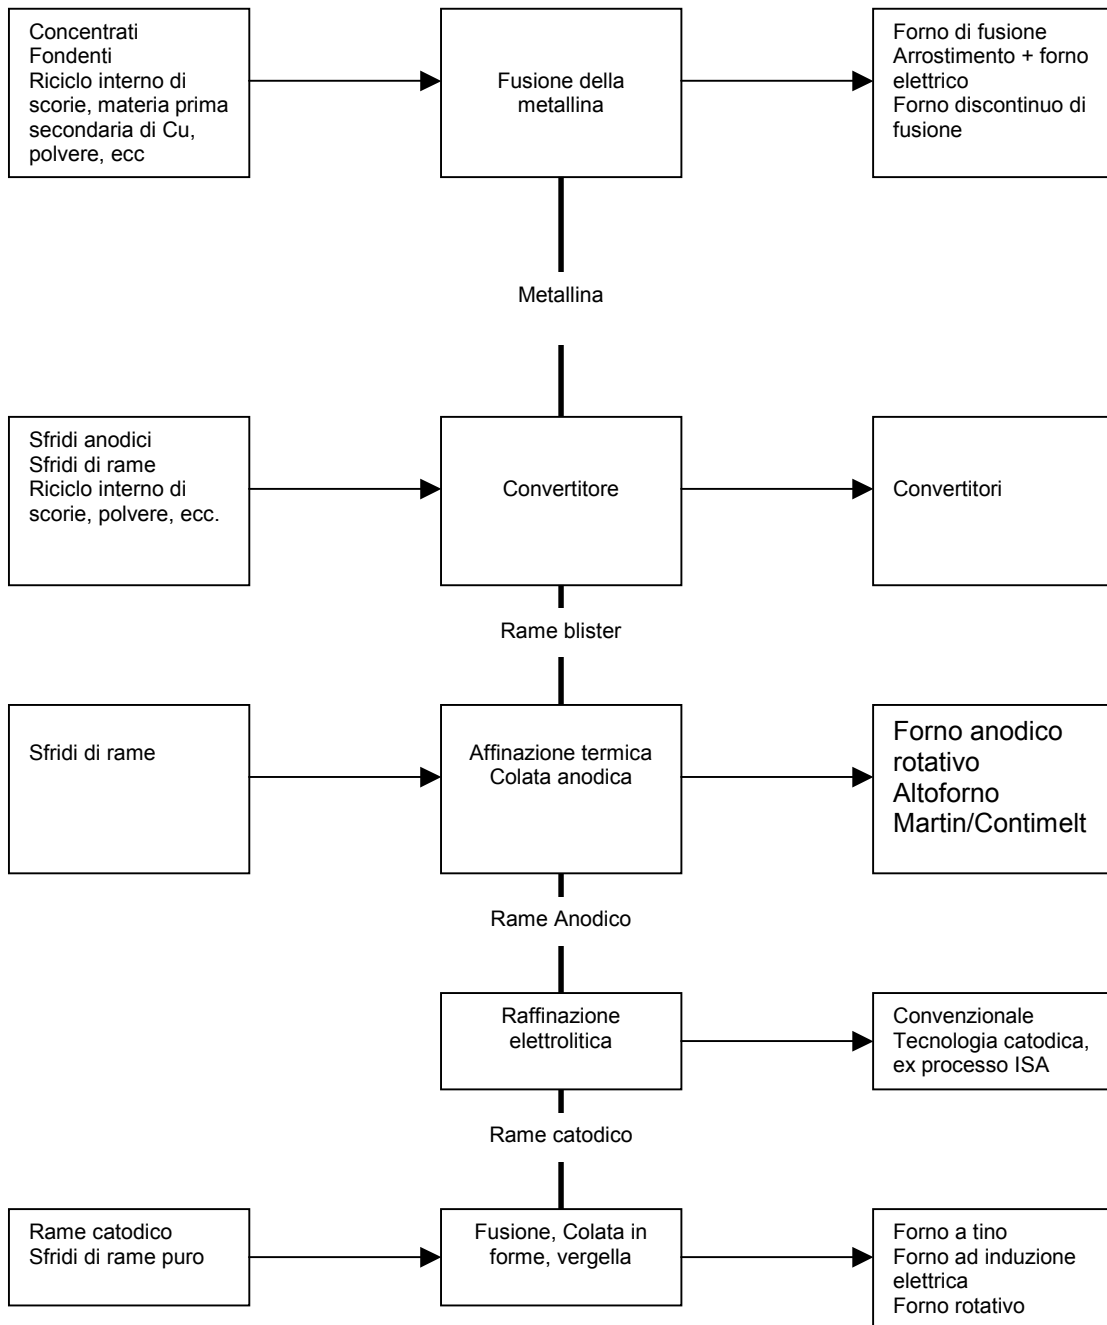 Concentrati
Fondenti
Riciclo interno di
scorie, materia prima
secondaria di Cu,
polvere, ecc
Fusione della
metallina
Forno di fusione
Arrostimento + forno
elettrico
Forno discontinuo di
fusione
Metallina
Sfridi anodici
Sfridi di rame
Riciclo interno di
scorie, polvere, ecc.
Convertitore
Convertitori
Rame blister
Sfridi di rame
Affinazione termica
Colata anodica
Forno anodico
rotativo
Altoforno
Martin/Contimelt
Rame Anodico
Raffinazione
elettrolitica
Convenzionale
Tecnologia catodica,
ex processo ISA
Rame catodico
Rame catodico
Sfridi di rame puro
Fusione, Colata in
forme, vergella
Forno a tino
Forno ad induzione
elettrica
Forno rotativo